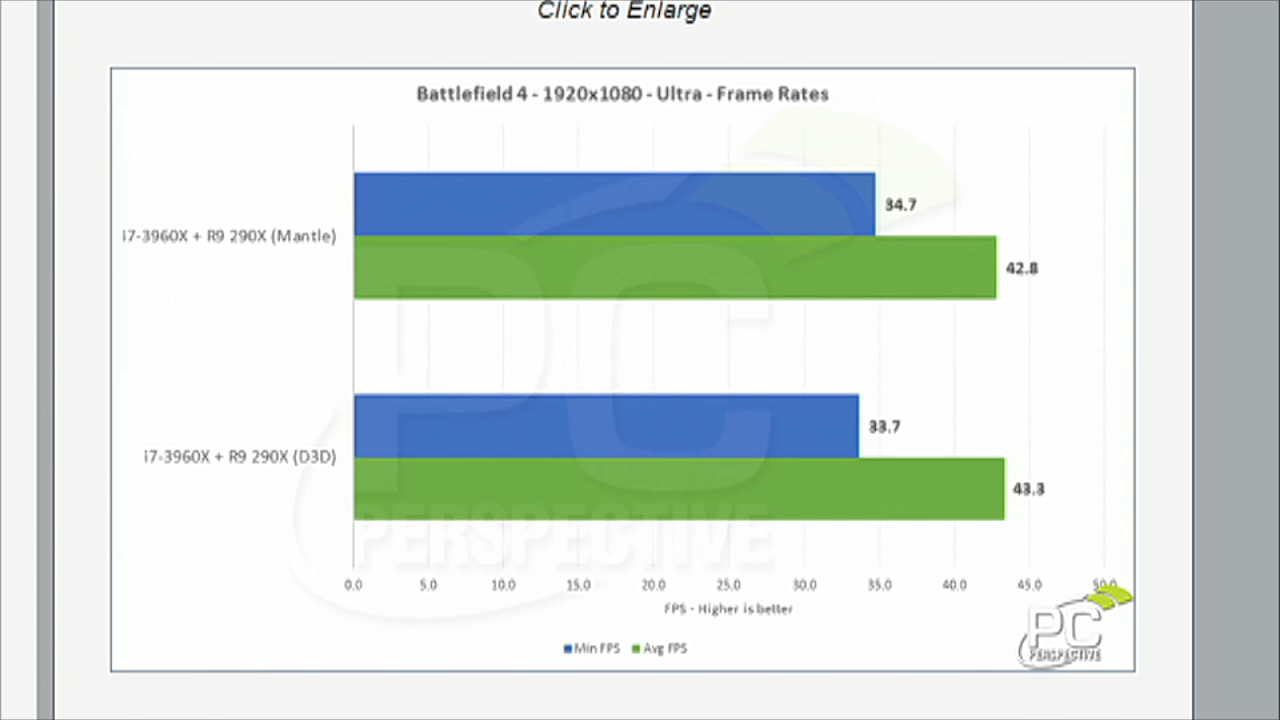 Click to Enlarge
Battlefield 4 - 1920x1080 - Ultra - Frame Rates
34.7
i7-3960X + R9 290X (Mantle)
42.8
33.7
i7-3960X + R9 290X (D3D)
43.3
0.0 5.0 10.0 15.0 20.0 25.0 30.0 35.0 40.0 45.0 50.0
FPS - Higher is better
Min FPS Avg FPS
PC
PERSPECTIVE
PC
PERSPECTIVE